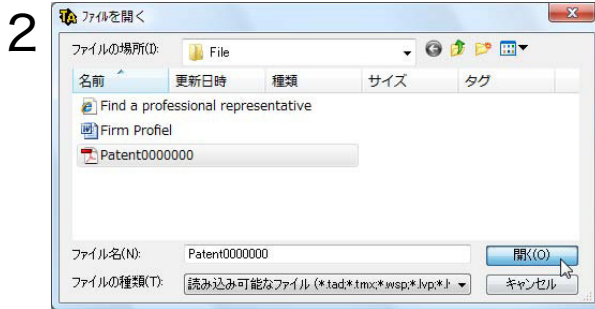 2
ファイルを開く
ファイルの場所(I):
File
名前 更新日時 種類 サイズ タグ
Find a professional representative
Firm Profiel
Patent0000000
ファイル名(N): Patent0000000 開く(O)
ファイルの種類(T): 読み込み可能なファイル (*.tad;*.tmx;*.wsp;*.lvp;*. キャンセル